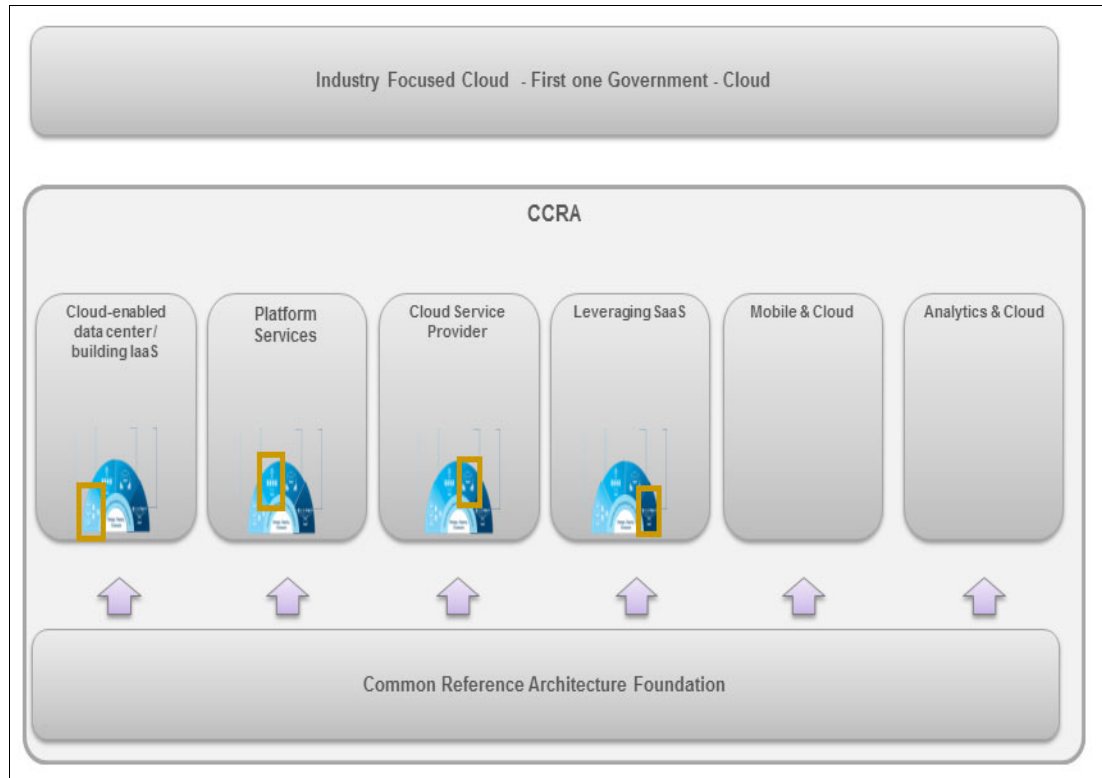 Industry Focused Cloud - First one Government - Cloud
CCRA
Cloud-enabled
data center/
building IaaS
Platform
Services
Cloud Service
Provider
Leveraging SaaS
Mobile & Cloud
Analytics & Cloud
Common Reference Architecture Foundation